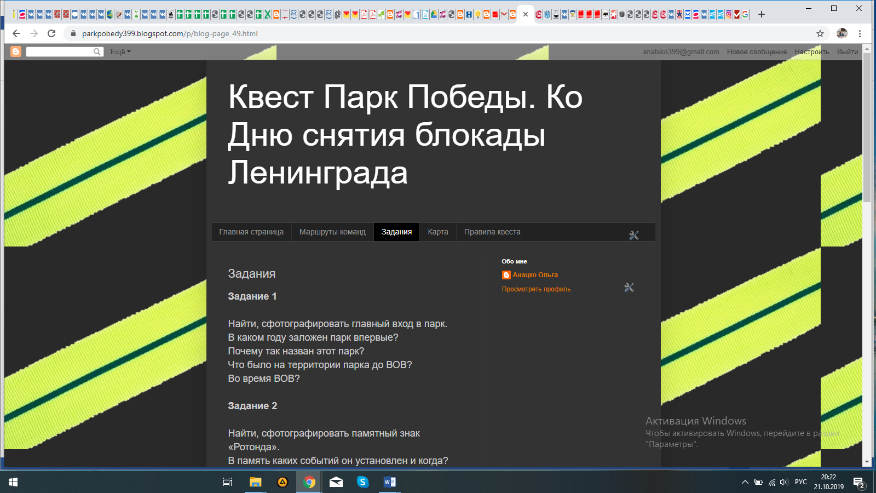 parkpobedy399.blogspot.com/p/blog-page_49.html
Ещё
anatsko399@gmail.com Новое сообщение Настроить Выйти
Квест Парк Победы. Ко
Дню снятия блокады
Ленинграда
Главная страница Маршруты команд Задания Карта Правила квеста
Задания
Задание 1
Найти, сфотографировать главный вход в парк.
В каком году заложен парк впервые?
Почему так назван этот парк?
Что было на территории парка до ВОВ?
Во время ВОВ?
Задание 2
Найти, сфотографировать памятный знак
«Ротонда».
В память каких событий он установлен и когда?
Обо мне
Анацко Ольга
Просмотреть профиль
Активация Windows
Чтобы активировать Windows, перейдите в раздел
"Параметры".
РУС
20:22
21.10.2019
2